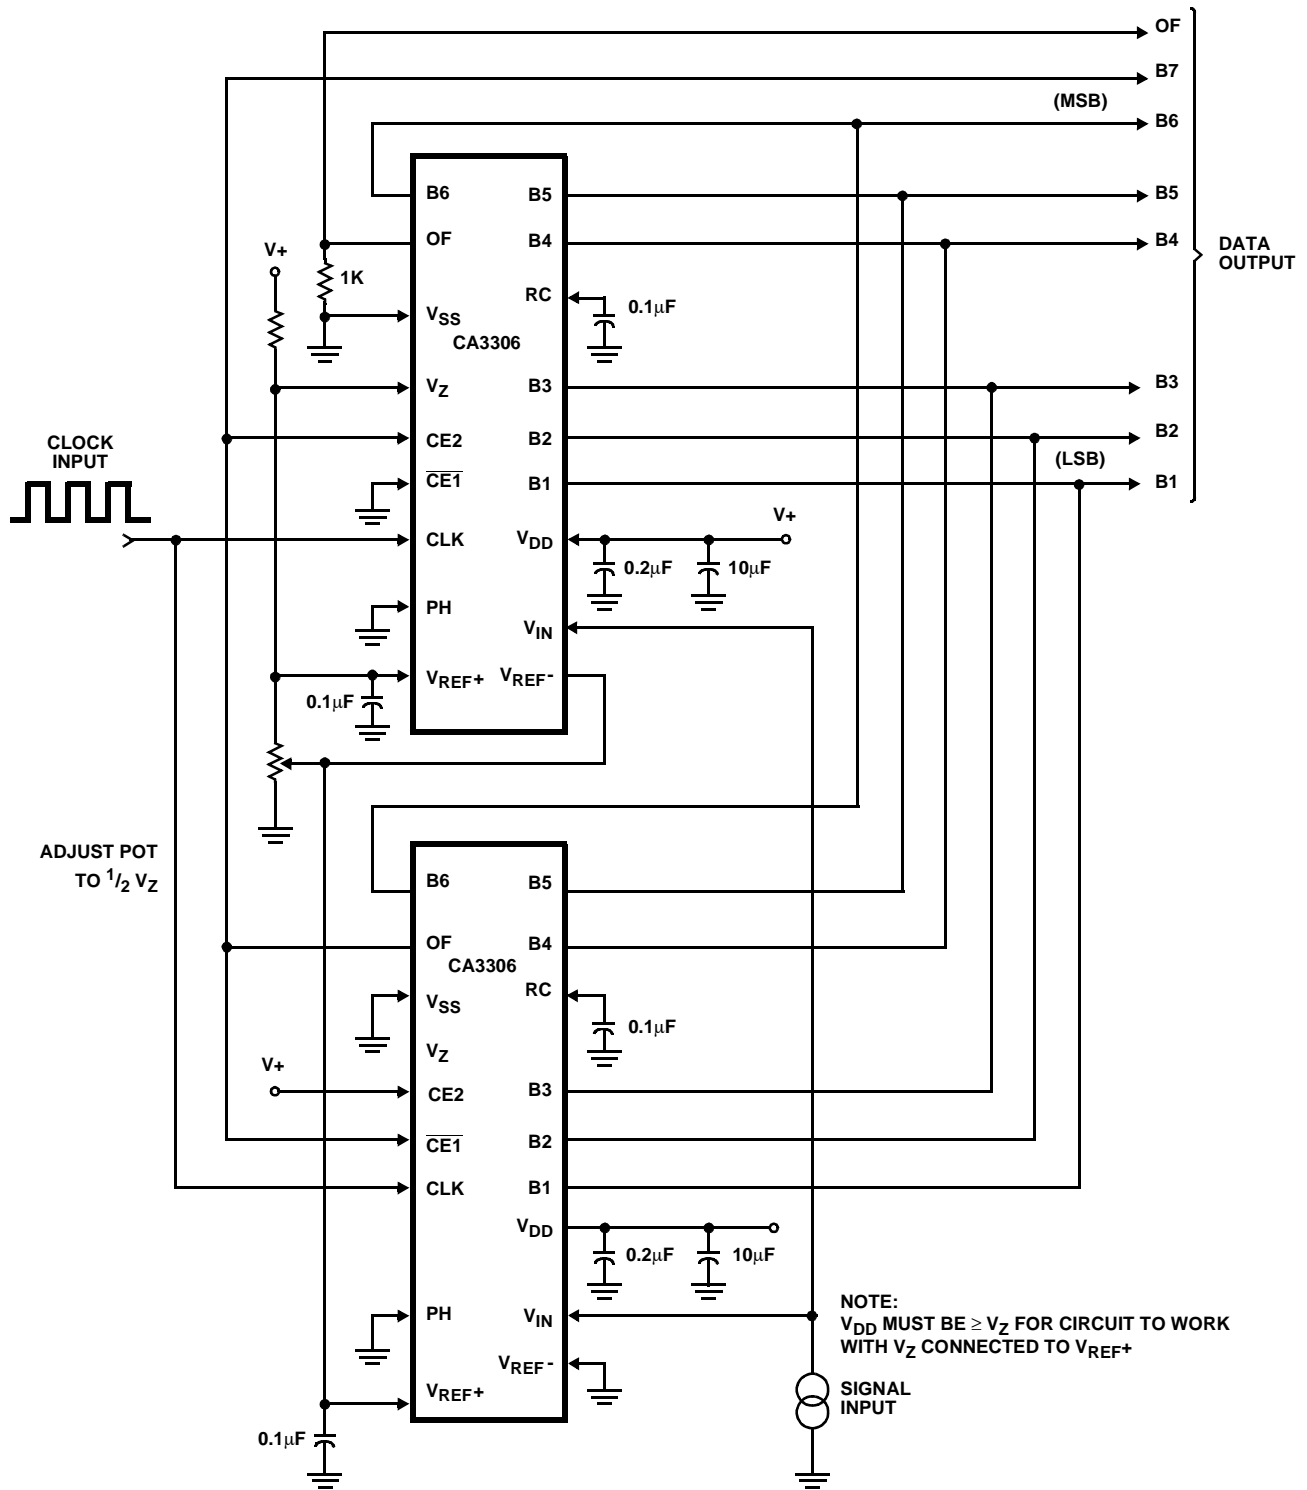 OF
B7
(MSB)
B6
B6
B5
B5
OF
B4
B4
DATA
OUTPUT
V+
1K
RC
0.1µF
VSS
CA3306
VZ
B3
B3
CLOCK
INPUT
CE2
B2
B2
(LSB)
CE1
B1
B1
V+
CLK
VDD
0.2µF
10µF
PH
VIN
VREF+
VREF-
0.1µF
ADJUST POT
TO 1/2 VZ
B6
B5
OF
B4
CA3306
VSS
RC
0.1µF
VZ
V+
CE2
B3
CE1
B2
CLK
B1
VDD
0.2µF
10µF
PH
VIN
NOTE:
VDD MUST BE ≥ VZ FOR CIRCUIT TO WORK
WITH VZ CONNECTED TO VREF+
VREF-
VREF+
SIGNAL
INPUT
0.1µF